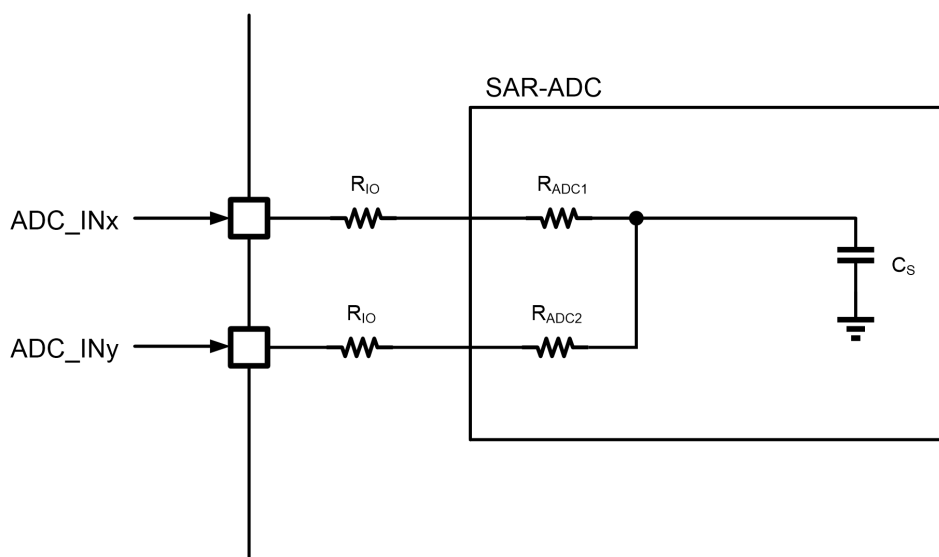 SAR-ADC
R_IO
R_ADC1
ADC_INx
C_S
R_IO
R_ADC2
ADC_INy